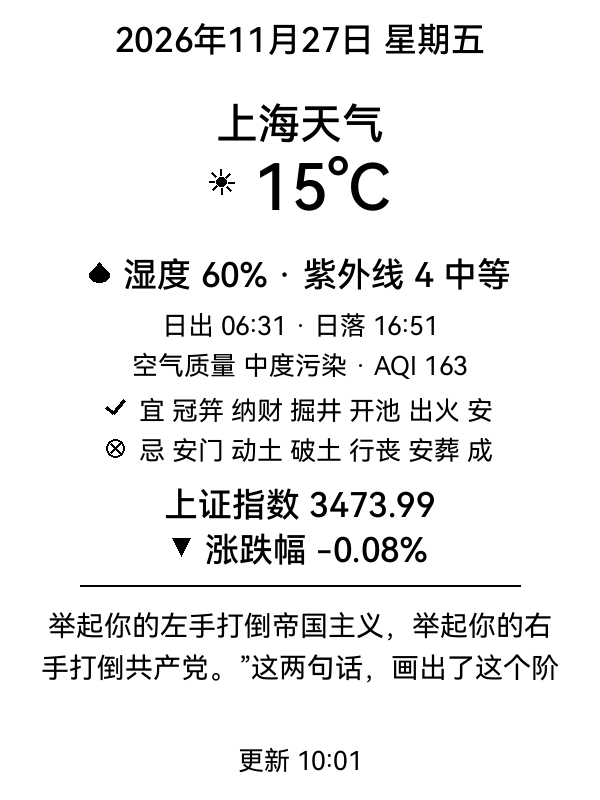 2026年11月27日 星期五
上海天气
15°C
湿度 60% · 紫外线 4 中等
日出 06:31 · 日落 16:51
空气质量 中度污染 · AQI 163
宜 冠笄 纳财 掘井 开池 出火 安
忌 安门 动土 破土 行丧 安葬 成
上证指数 3473.99
▼ 涨跌幅 -0.08%
举起你的左手打倒帝国主义，举起你的右
手打倒共产党。”这两句话，画出了这个阶
更新 10:01